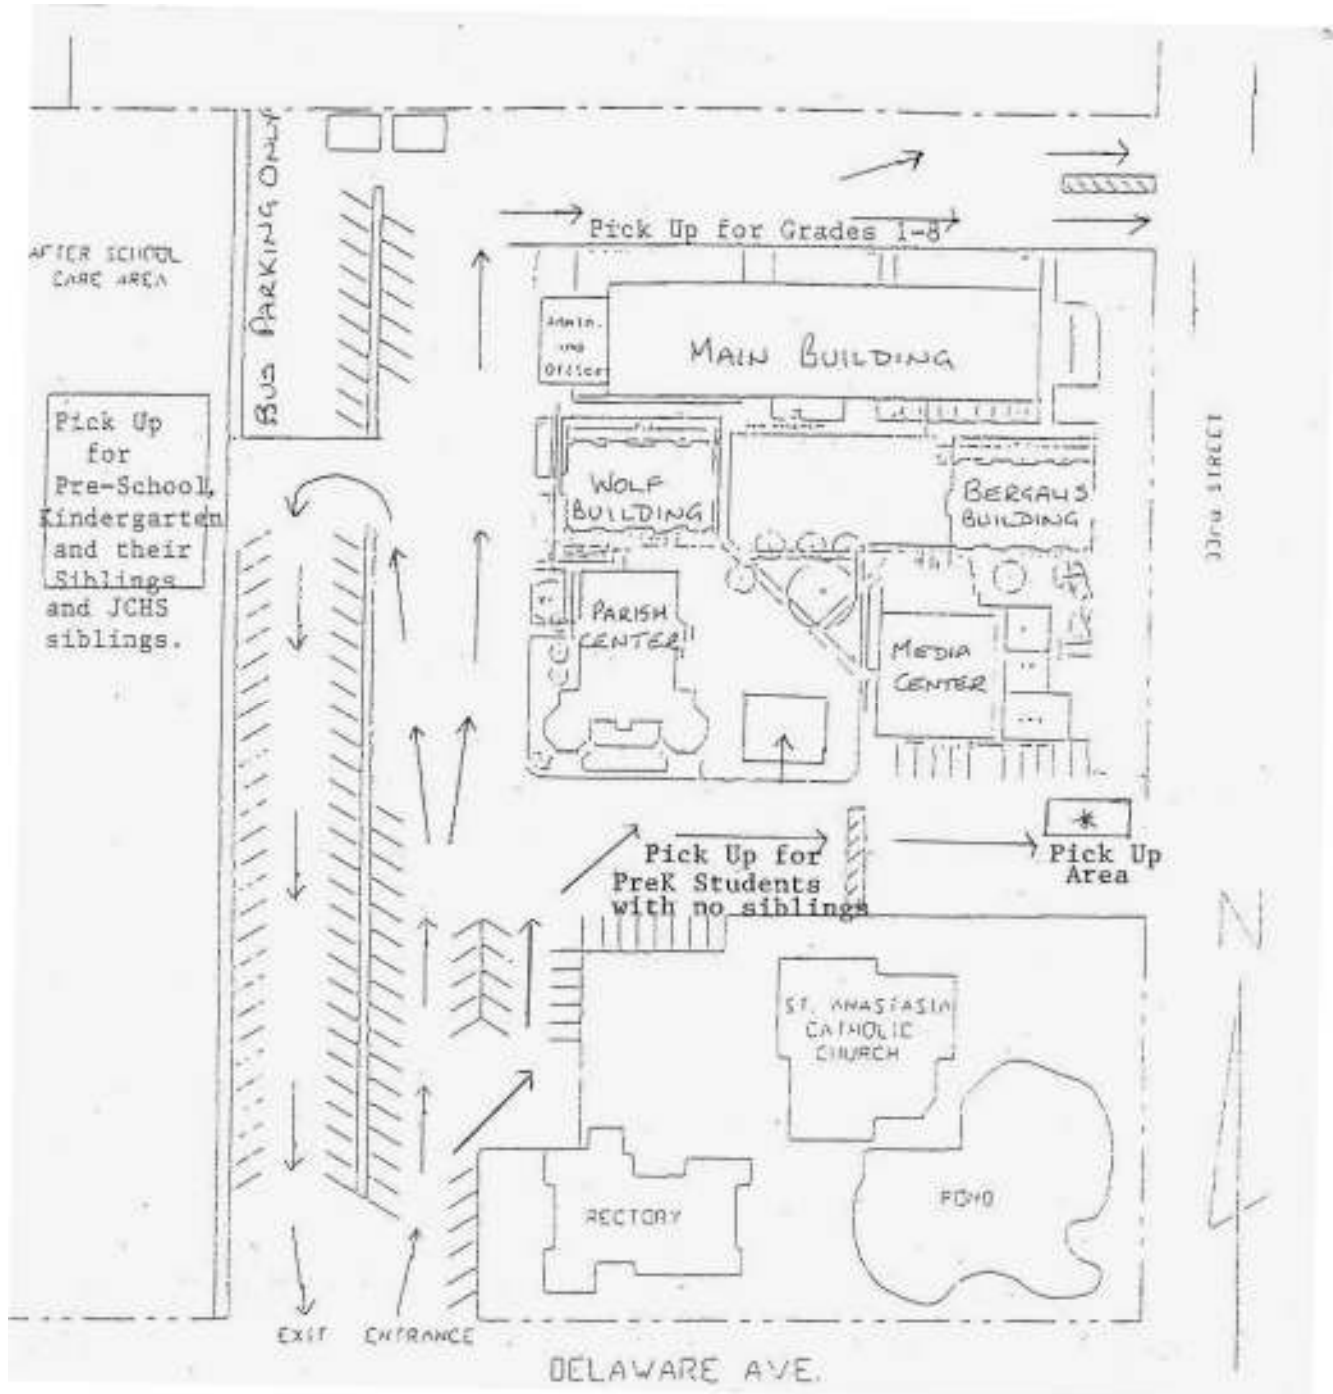 BUS PARKING ONLY
AFTER SCHOOL
CARE AREA
Pick Up for Grades 1-8
Admin.
and
Offices
MAIN BUILDING
Pick Up
for
Pre-School,
Kindergarten
and their
Siblings
and JCHS
siblings.
WOLF
BUILDING
BERGAUS
BUILDING
33rd STREET
PARISH
CENTER
MEDIA
CENTER
Pick Up for
PreK Students
with no siblings
*
Pick Up
Area
N
ST. ANASTASIA
CATHOLIC
CHURCH
RECTORY
POND
EXIT
ENTRANCE
DELAWARE AVE.